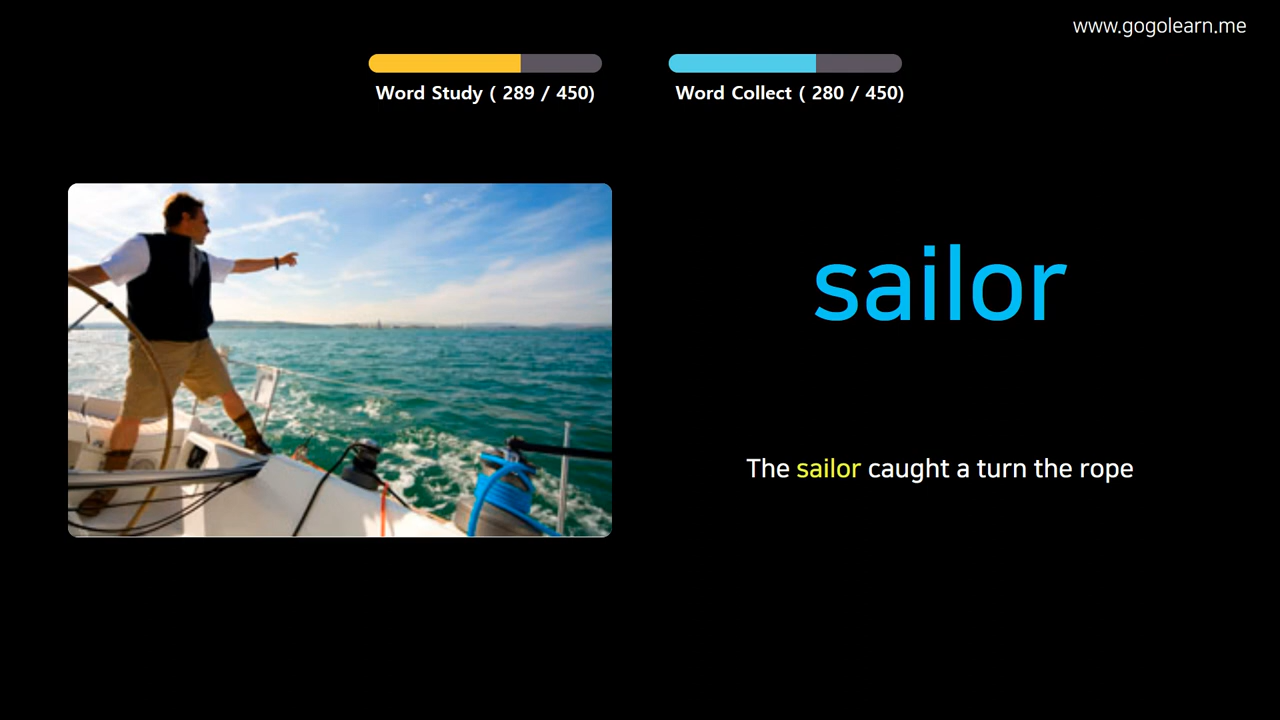 www.gogolearn.me
Word Study ( 289 / 450)
Word Collect ( 280 / 450)
sailor
The sailor caught a turn the rope